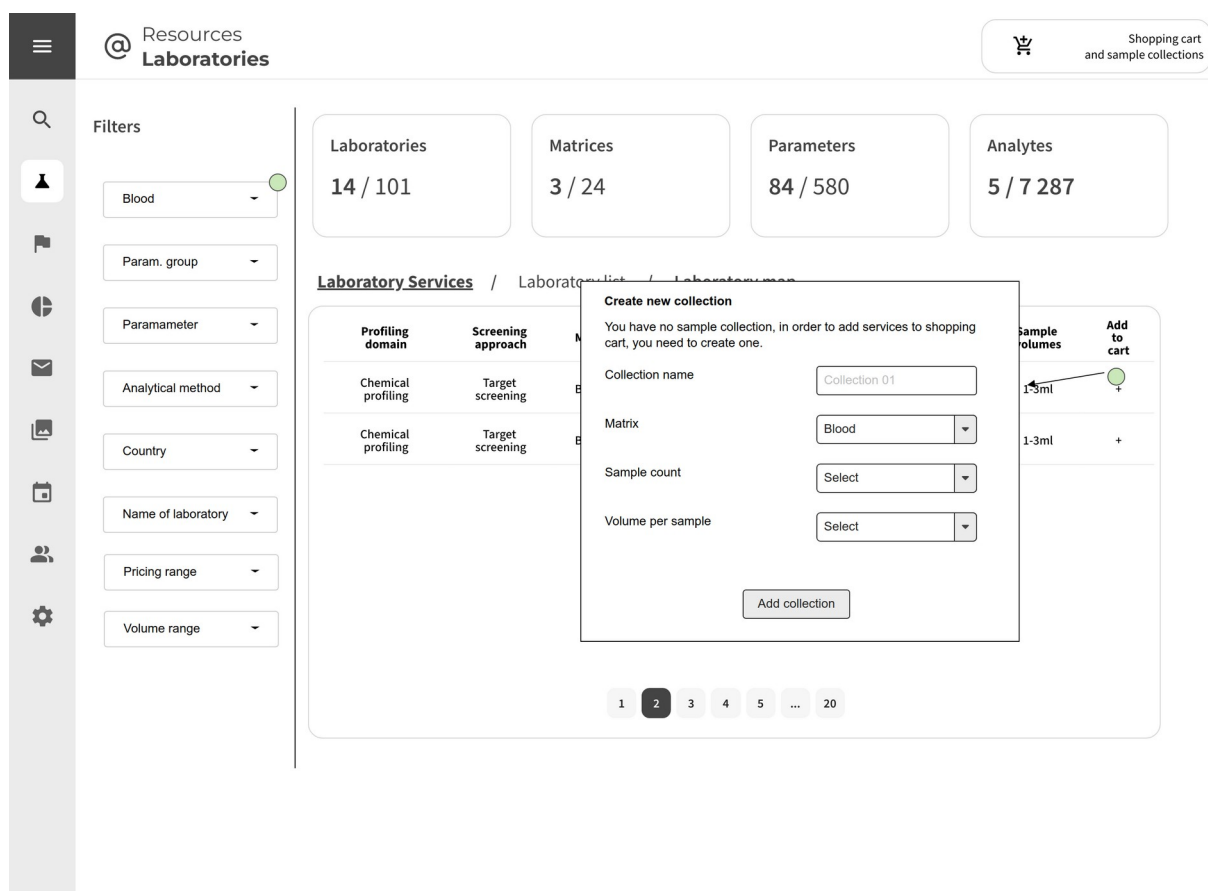 @ Resources
Laboratories
Shopping cart
and sample collections
Filters
Blood
Param. group
Paramameter
Analytical method
Country
Name of laboratory
Pricing range
Volume range
Laboratories
14 / 101
Matrices
3 / 24
Parameters
84 / 580
Analytes
5 / 7 287
Laboratory Services / Laboratory list / Laboratory map
Profiling
domain
Screening
approach
Sample
volumes
Add
to
cart
Chemical
profiling
Target
screening
1-3ml
+
Chemical
profiling
Target
screening
1-3ml
+
Create new collection
You have no sample collection, in order to add services to shopping
cart, you need to create one.
Collection name
Collection 01
Matrix
Blood
Sample count
Select
Volume per sample
Select
Add collection
1 2 3 4 5 ... 20